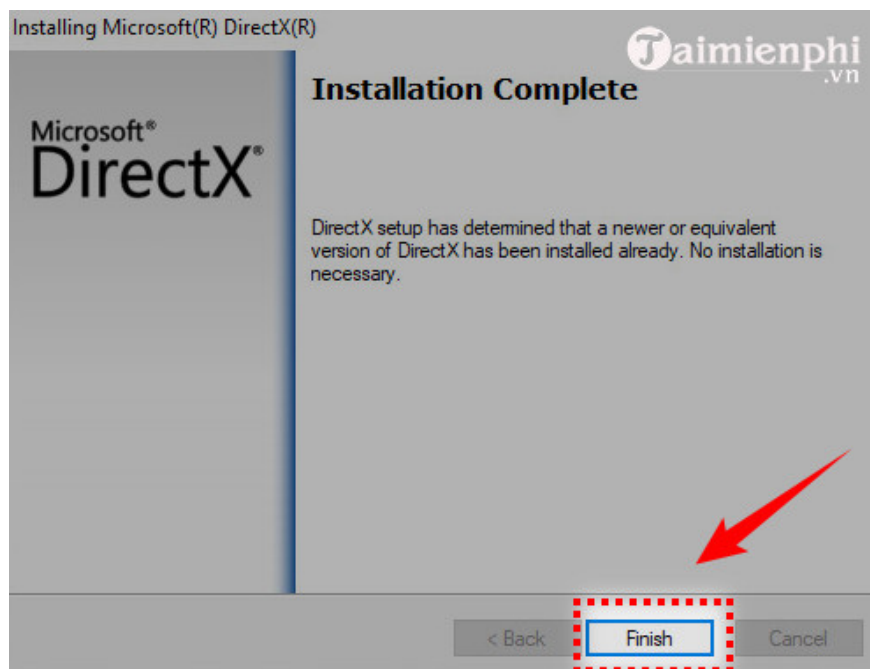 Installing Microsoft(R) DirectX(R)
Taimienphi
.vn
Installation Complete
Microsoft®
DirectX®
DirectX setup has determined that a newer or equivalent
version of DirectX has been installed already. No installation is
necessary.
< Back
Finish
Cancel